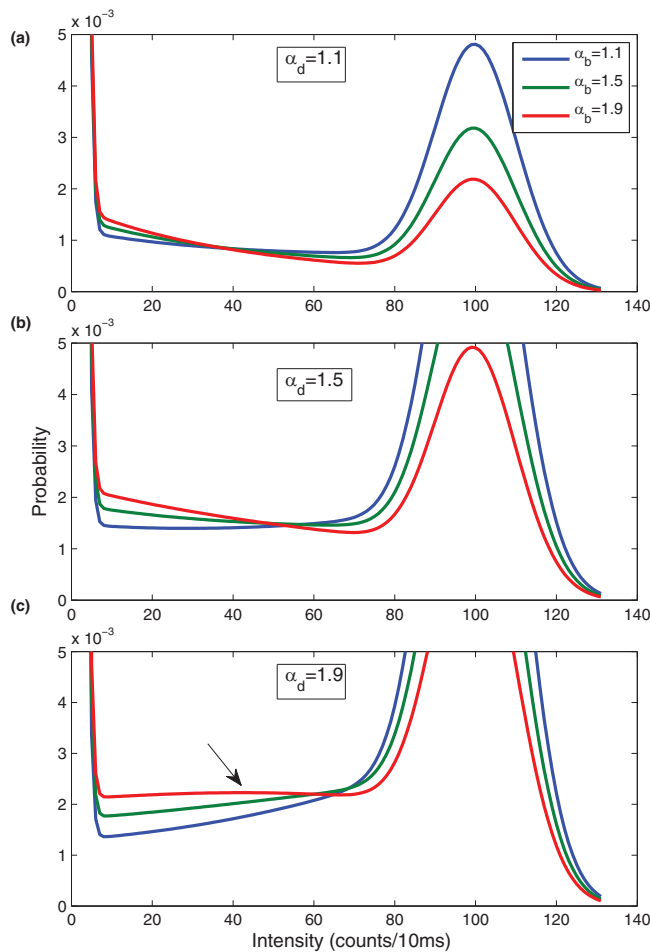 (a)
x 10⁻³
α_d=1.1
α_b=1.1
α_b=1.5
α_b=1.9
5
4
3
2
1
0
0 20 40 60 80 100 120 140
(b)
x 10⁻³
α_d=1.5
5
4
3
2
1
0
Probability
0 20 40 60 80 100 120 140
(c)
x 10⁻³
α_d=1.9
5
4
3
2
1
0
0 20 40 60 80 100 120 140
Intensity (counts/10ms)